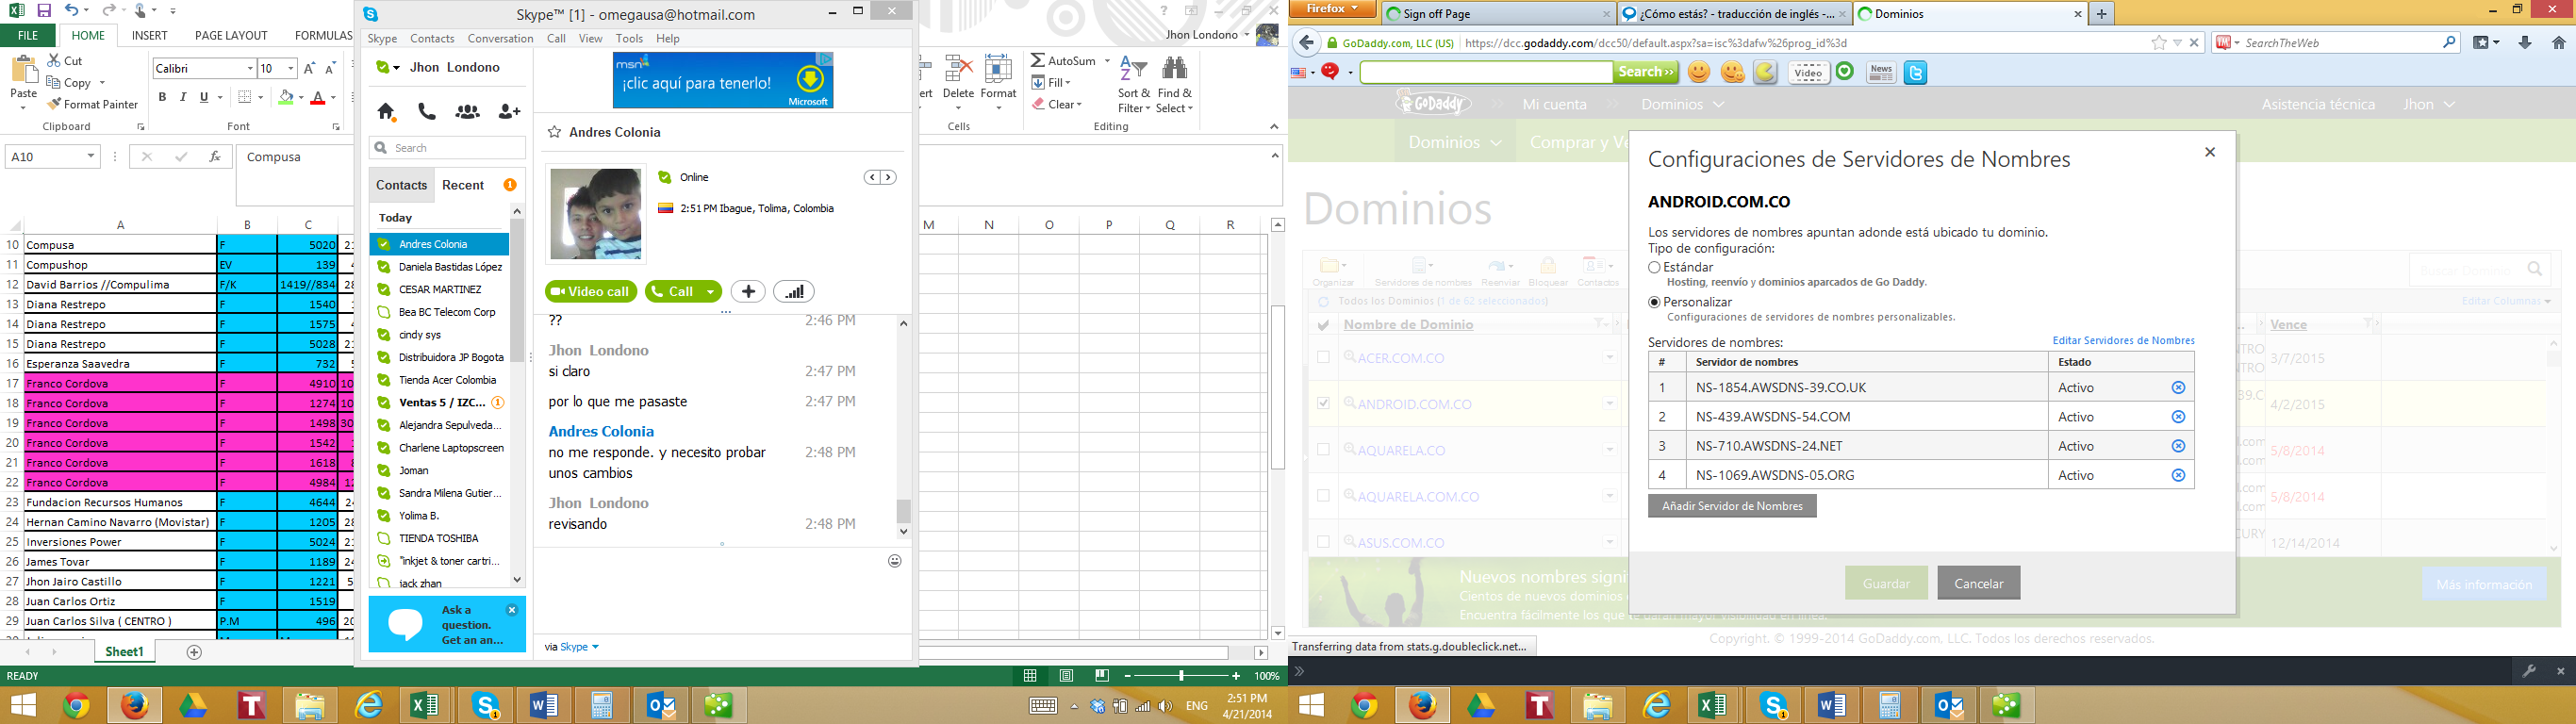 Skype™ [1] - omegausa@hotmail.com
FILE HOME INSERT PAGE LAYOUT FORMULAS
Jhon Londono
Cut
Copy
Format Painter
Paste
Clipboard
Calibri 10
B I U
Font
Delete Format
Cells
AutoSum
Fill
Clear
Sort & Filter
Find & Select
Editing
A10
fx
Compusa
A B C
10 Compusa F 5020
11 Compushop EV 139
12 David Barrios //Compulima F/K 1419//834
13 Diana Restrepo F 1540
14 Diana Restrepo F 1575
15 Diana Restrepo F 5028
16 Esperanza Saavedra F 732
17 Franco Cordova F 4910
18 Franco Cordova F 1274
19 Franco Cordova F 1498
20 Franco Cordova F 1542
21 Franco Cordova F 1618
22 Franco Cordova F 4984
23 Fundacion Recursos Humanos F 4644
24 Hernan Camino Navarro (Movistar) F 1205
25 Inversiones Power F 5024
26 James Tovar F 1189
27 Jhon Jairo Castillo F 1221
28 Juan Carlos Ortiz F 1519
29 Juan Carlos Silva ( CENTRO ) P.M 496
Sheet1
READY
M N O P Q R
100%
Skype Contacts Conversation Call View Tools Help
Jhon Londono
Search
Contacts Recent 1
Today
Andres Colonia
Daniela Bastidas López
CESAR MARTINEZ
Bea BC Telecom Corp
cindy sys
Distribuidora JP Bogota
Tienda Acer Colombia
Ventas 5 / IZC... 1
Alejandra Sepulveda...
Charlene Laptopscreen
Joman
Sandra Milena Gutier...
Yolima B.
TIENDA TOSHIBA
"inkjet & toner cartri...
jack zhan
Ask a question. Get an an...
msn
¡clic aquí para tenerlo!
Microsoft
Andres Colonia
Online
2:51 PM Ibague, Tolima, Colombia
Video call
Call
?? 2:46 PM
Jhon Londono
si claro 2:47 PM
por lo que me pasaste 2:47 PM
Andres Colonia
no me responde. y necesito probar 2:48 PM
unos cambios
Jhon Londono
revisando 2:48 PM
via Skype
ENG
2:51 PM
4/21/2014
Firefox
Sign off Page
¿Cómo estás? - traducción de inglés -...
Dominios
GoDaddy.com, LLC (US)
https://dcc.godaddy.com/dcc50/default.aspx?sa=isc%3dafw%26prog_id%3d
SearchTheWeb
Search
Video
News
GoDaddy Mi cuenta Dominios
Asistencia técnica Jhon
Dominios Comprar y Ve
Dominios
Organizar Servidores de nombres Reenviar Bloquear Contactos
Buscar Dominio
Todos los Dominios (1 de 62 seleccionados)
Editar Columnas
Nombre de Dominio
Vence
ACER.COM.CO 3/7/2015
ANDROID.COM.CO 4/2/2015
AQUARELA.CO 5/8/2014
AQUARELA.COM.CO 5/8/2014
ASUS.COM.CO 12/14/2014
Configuraciones de Servidores de Nombres
ANDROID.COM.CO
Los servidores de nombres apuntan adonde está ubicado tu dominio.
Tipo de configuración:
Estándar
Hosting, reenvío y dominios aparcados de Go Daddy.
Personalizar
Configuraciones de servidores de nombres personalizables.
Servidores de nombres:
Editar Servidores de Nombres
# Servidor de nombres Estado
1 NS-1854.AWSDNS-39.CO.UK Activo
2 NS-439.AWSDNS-54.COM Activo
3 NS-710.AWSDNS-24.NET Activo
4 NS-1069.AWSDNS-05.ORG Activo
Añadir Servidor de Nombres
Guardar Cancelar
Nuevos nombres signi
Cientos de nuevos dominios
Encuentra fácilmente los que te darán mayor visibilidad en línea.
Más información
Copyright. © 1999-2014 GoDaddy.com, LLC. Todos los derechos reservados.
Transferring data from stats.g.doubleclick.net...